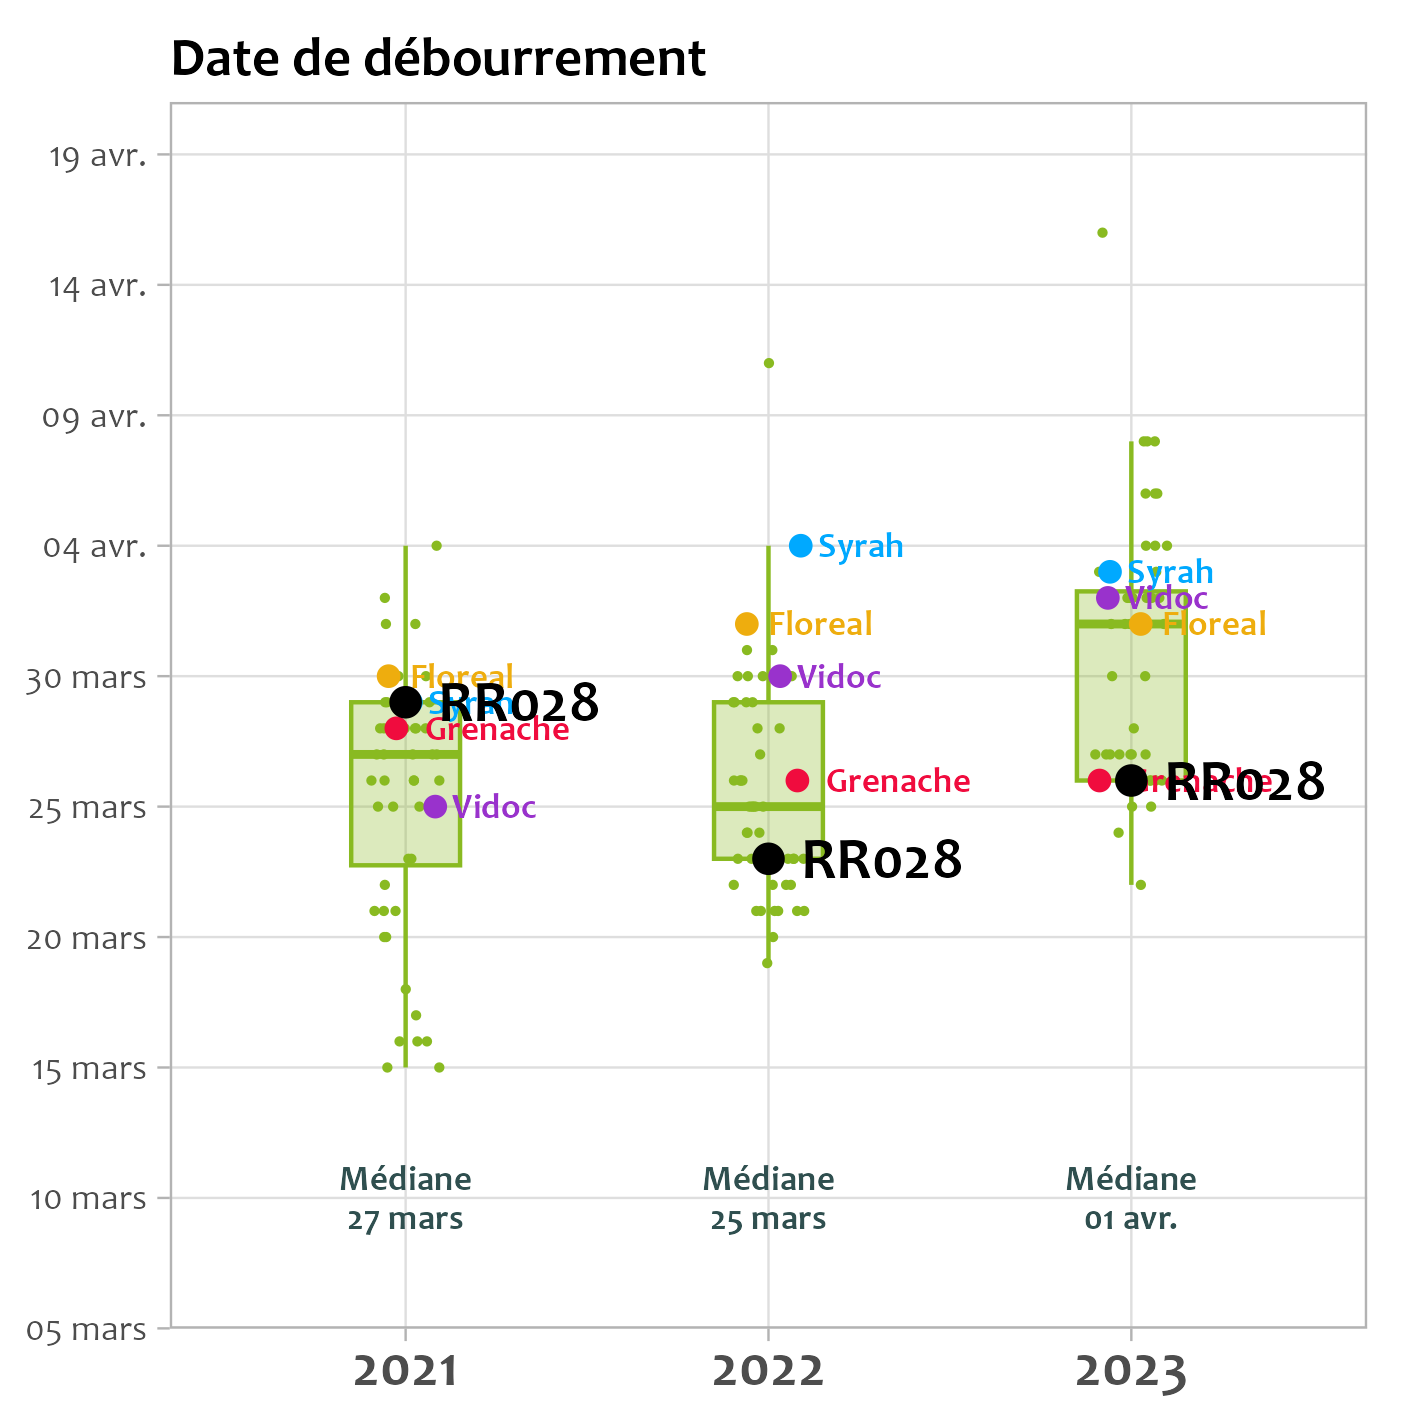 Date de débourrement
19 avr.
14 avr.
09 avr.
04 avr.
30 mars
25 mars
20 mars
15 mars
10 mars
05 mars
Floreal
Syrah
RR028
Grenache
Vidoc
Médiane
27 mars
Syrah
Floreal
Vidoc
Grenache
RR028
Médiane
25 mars
Syrah
Vidoc
Floreal
Grenache
RR028
Médiane
01 avr.
2021
2022
2023